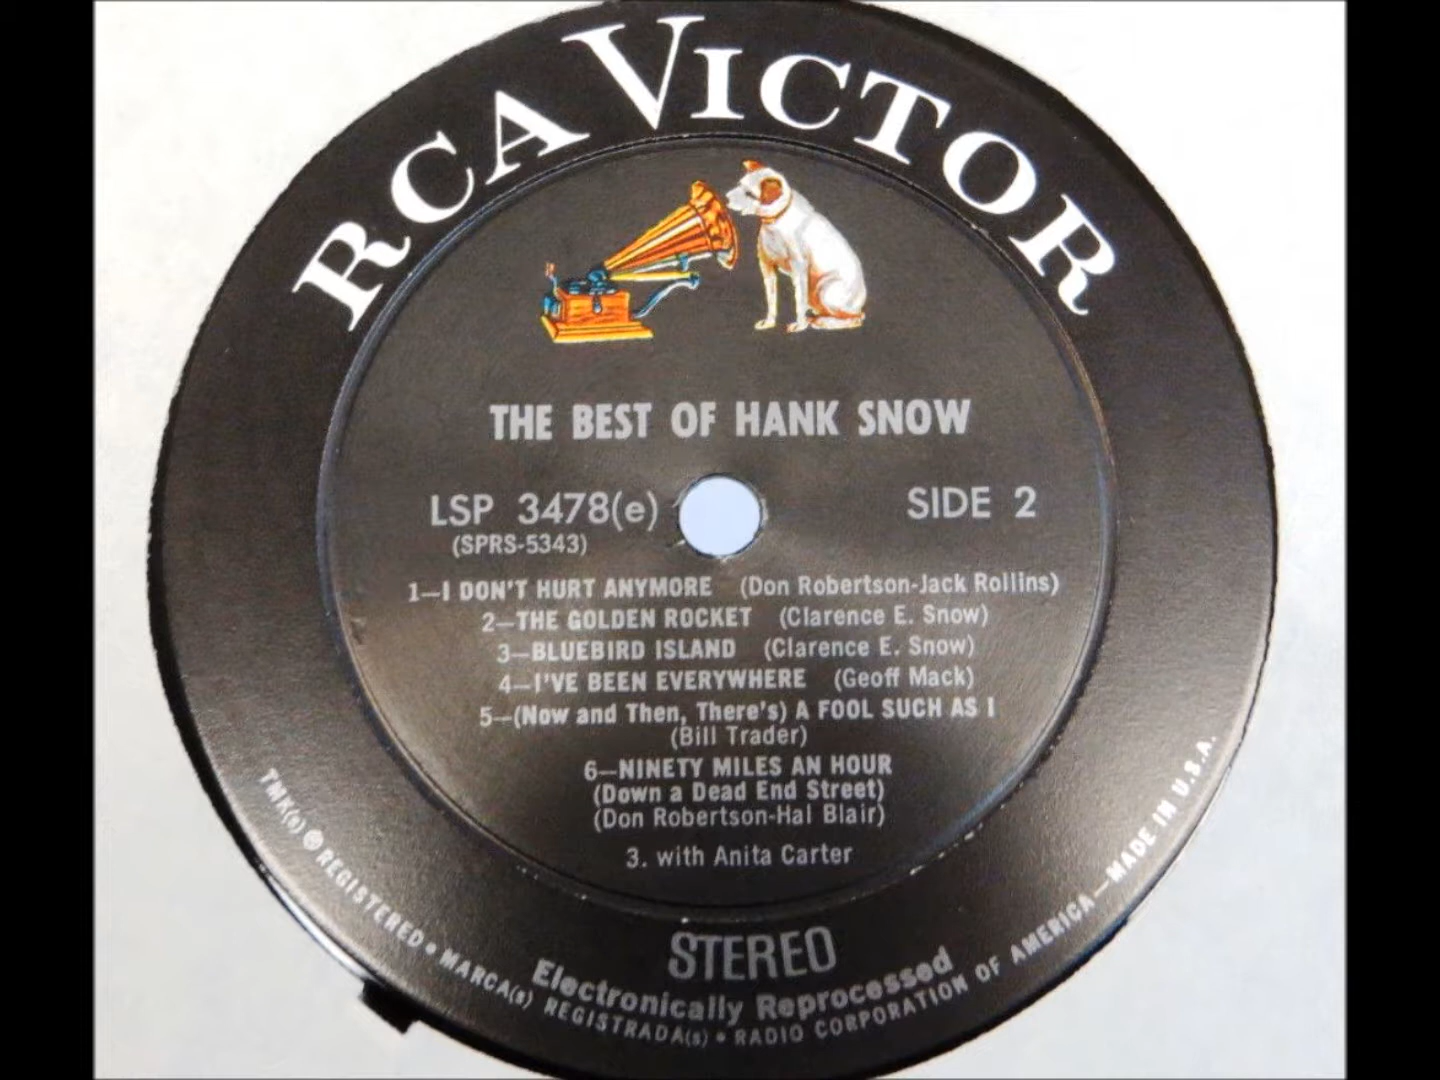 RCA VICTOR
THE BEST OF HANK SNOW
LSP 3478(e)
SIDE 2
(SPRS-5343)
1—I DON'T HURT ANYMORE (Don Robertson-Jack Rollins)
2—THE GOLDEN ROCKET (Clarence E. Snow)
3—BLUEBIRD ISLAND (Clarence E. Snow)
4—I'VE BEEN EVERYWHERE (Geoff Mack)
5—(Now and Then, There's) A FOOL SUCH AS I
(Bill Trader)
6—NINETY MILES AN HOUR
(Down a Dead End Street)
(Don Robertson-Hal Blair)
3. with Anita Carter
STEREO
Electronically Reprocessed
TMK(s) ® REGISTERED • MARCA(s) REGISTRADA(s) • RADIO CORPORATION OF AMERICA—MADE IN U.S.A.